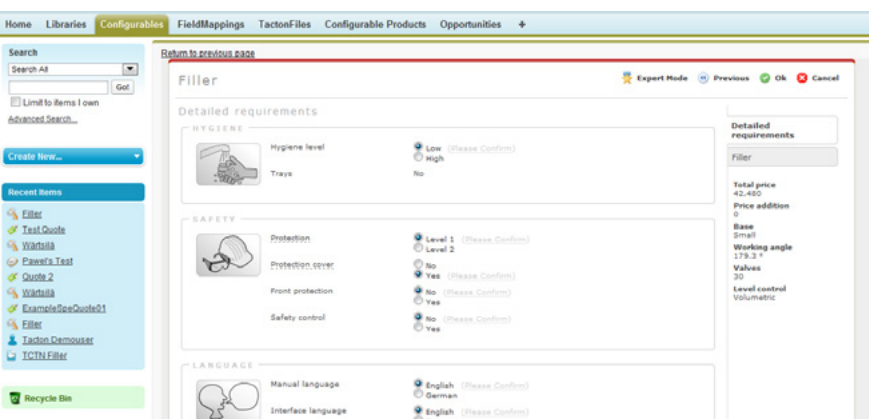 Home Libraries Configurables FieldMappings TactonFiles Configurable Products Opportunities +
Search
Search All
Go!
Limit to items I own
Advanced Search...
Create New...
Recent Items
Filler
Test Quote
Wärtsilä
Pawel's Test
Quote 2
Wärtsilä
ExampleSpeQuote01
Filler
Tacton Demouser
TCTN Filler
Recycle Bin
Return to previous page
Filler
Expert Mode Previous Ok Cancel
Detailed requirements
HYGIENE
Hygiene level Low (Please Confirm)
High
Trays No
SAFETY
Protection Level 1 (Please Confirm)
Level 2
Protection cover No
Yes (Please Confirm)
Front protection No (Please Confirm)
Yes
Safety control No (Please Confirm)
Yes
LANGUAGE
Manual language English (Please Confirm)
German
Interface language English (Please Confirm)
Detailed
requirements
Filler
Total price
42,480
Price addition
0
Base
Small
Working angle
179.3 °
Valves
30
Level control
Volumetric